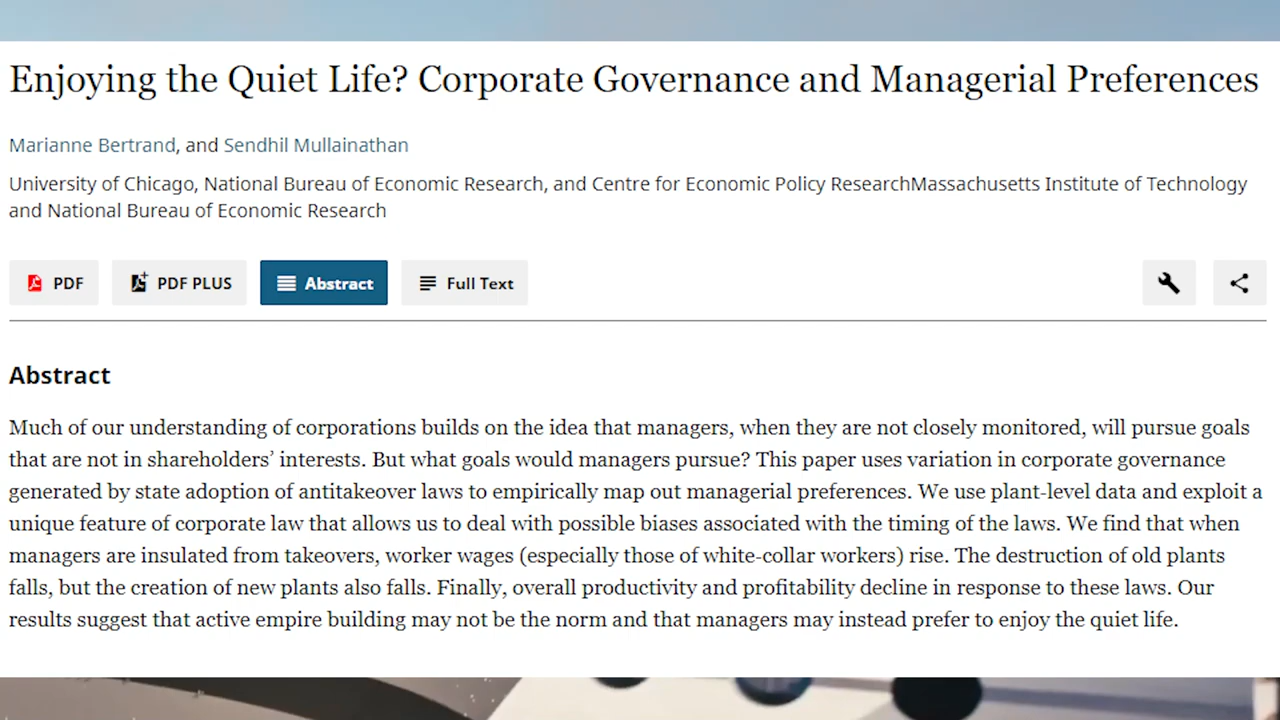 Enjoying the Quiet Life? Corporate Governance and Managerial Preferences
Marianne Bertrand, and Sendhil Mullainathan
University of Chicago, National Bureau of Economic Research, and Centre for Economic Policy ResearchMassachusetts Institute of Technology
and National Bureau of Economic Research
PDF PDF PLUS Abstract Full Text
Abstract
Much of our understanding of corporations builds on the idea that managers, when they are not closely monitored, will pursue goals
that are not in shareholders’ interests. But what goals would managers pursue? This paper uses variation in corporate governance
generated by state adoption of antitakeover laws to empirically map out managerial preferences. We use plant-level data and exploit a
unique feature of corporate law that allows us to deal with possible biases associated with the timing of the laws. We find that when
managers are insulated from takeovers, worker wages (especially those of white-collar workers) rise. The destruction of old plants
falls, but the creation of new plants also falls. Finally, overall productivity and profitability decline in response to these laws. Our
results suggest that active empire building may not be the norm and that managers may instead prefer to enjoy the quiet life.